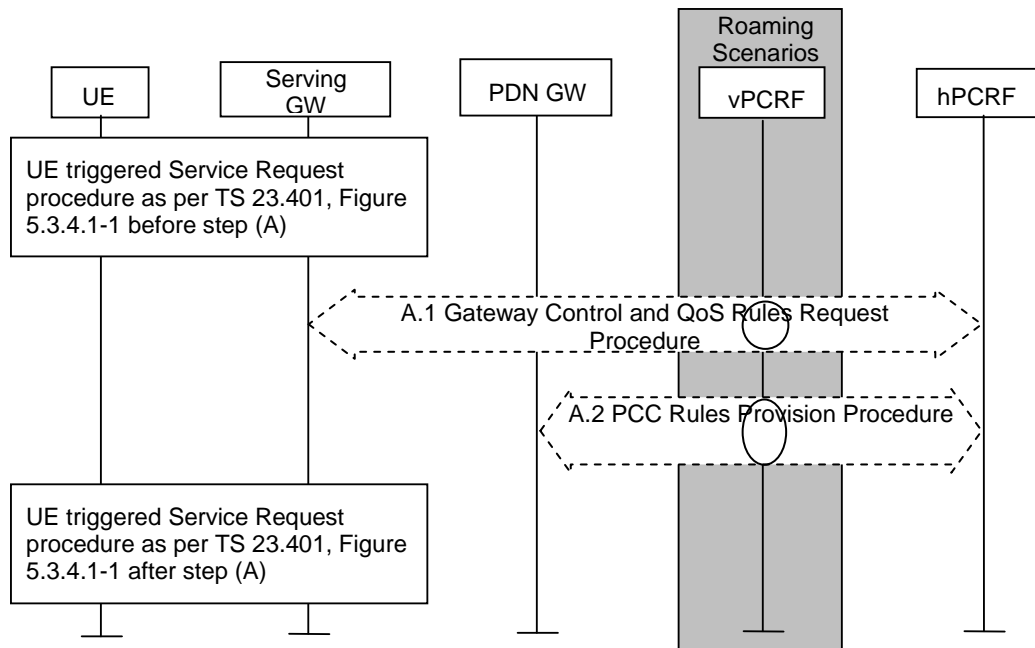 Roaming
Scenarios
UE
Serving
GW
PDN GW
vPCRF
hPCRF
UE triggered Service Request
procedure as per TS 23.401, Figure
5.3.4.1-1 before step (A)
A.1 Gateway Control and QoS Rules Request
Procedure
A.2 PCC Rules Provision Procedure
UE triggered Service Request
procedure as per TS 23.401, Figure
5.3.4.1-1 after step (A)